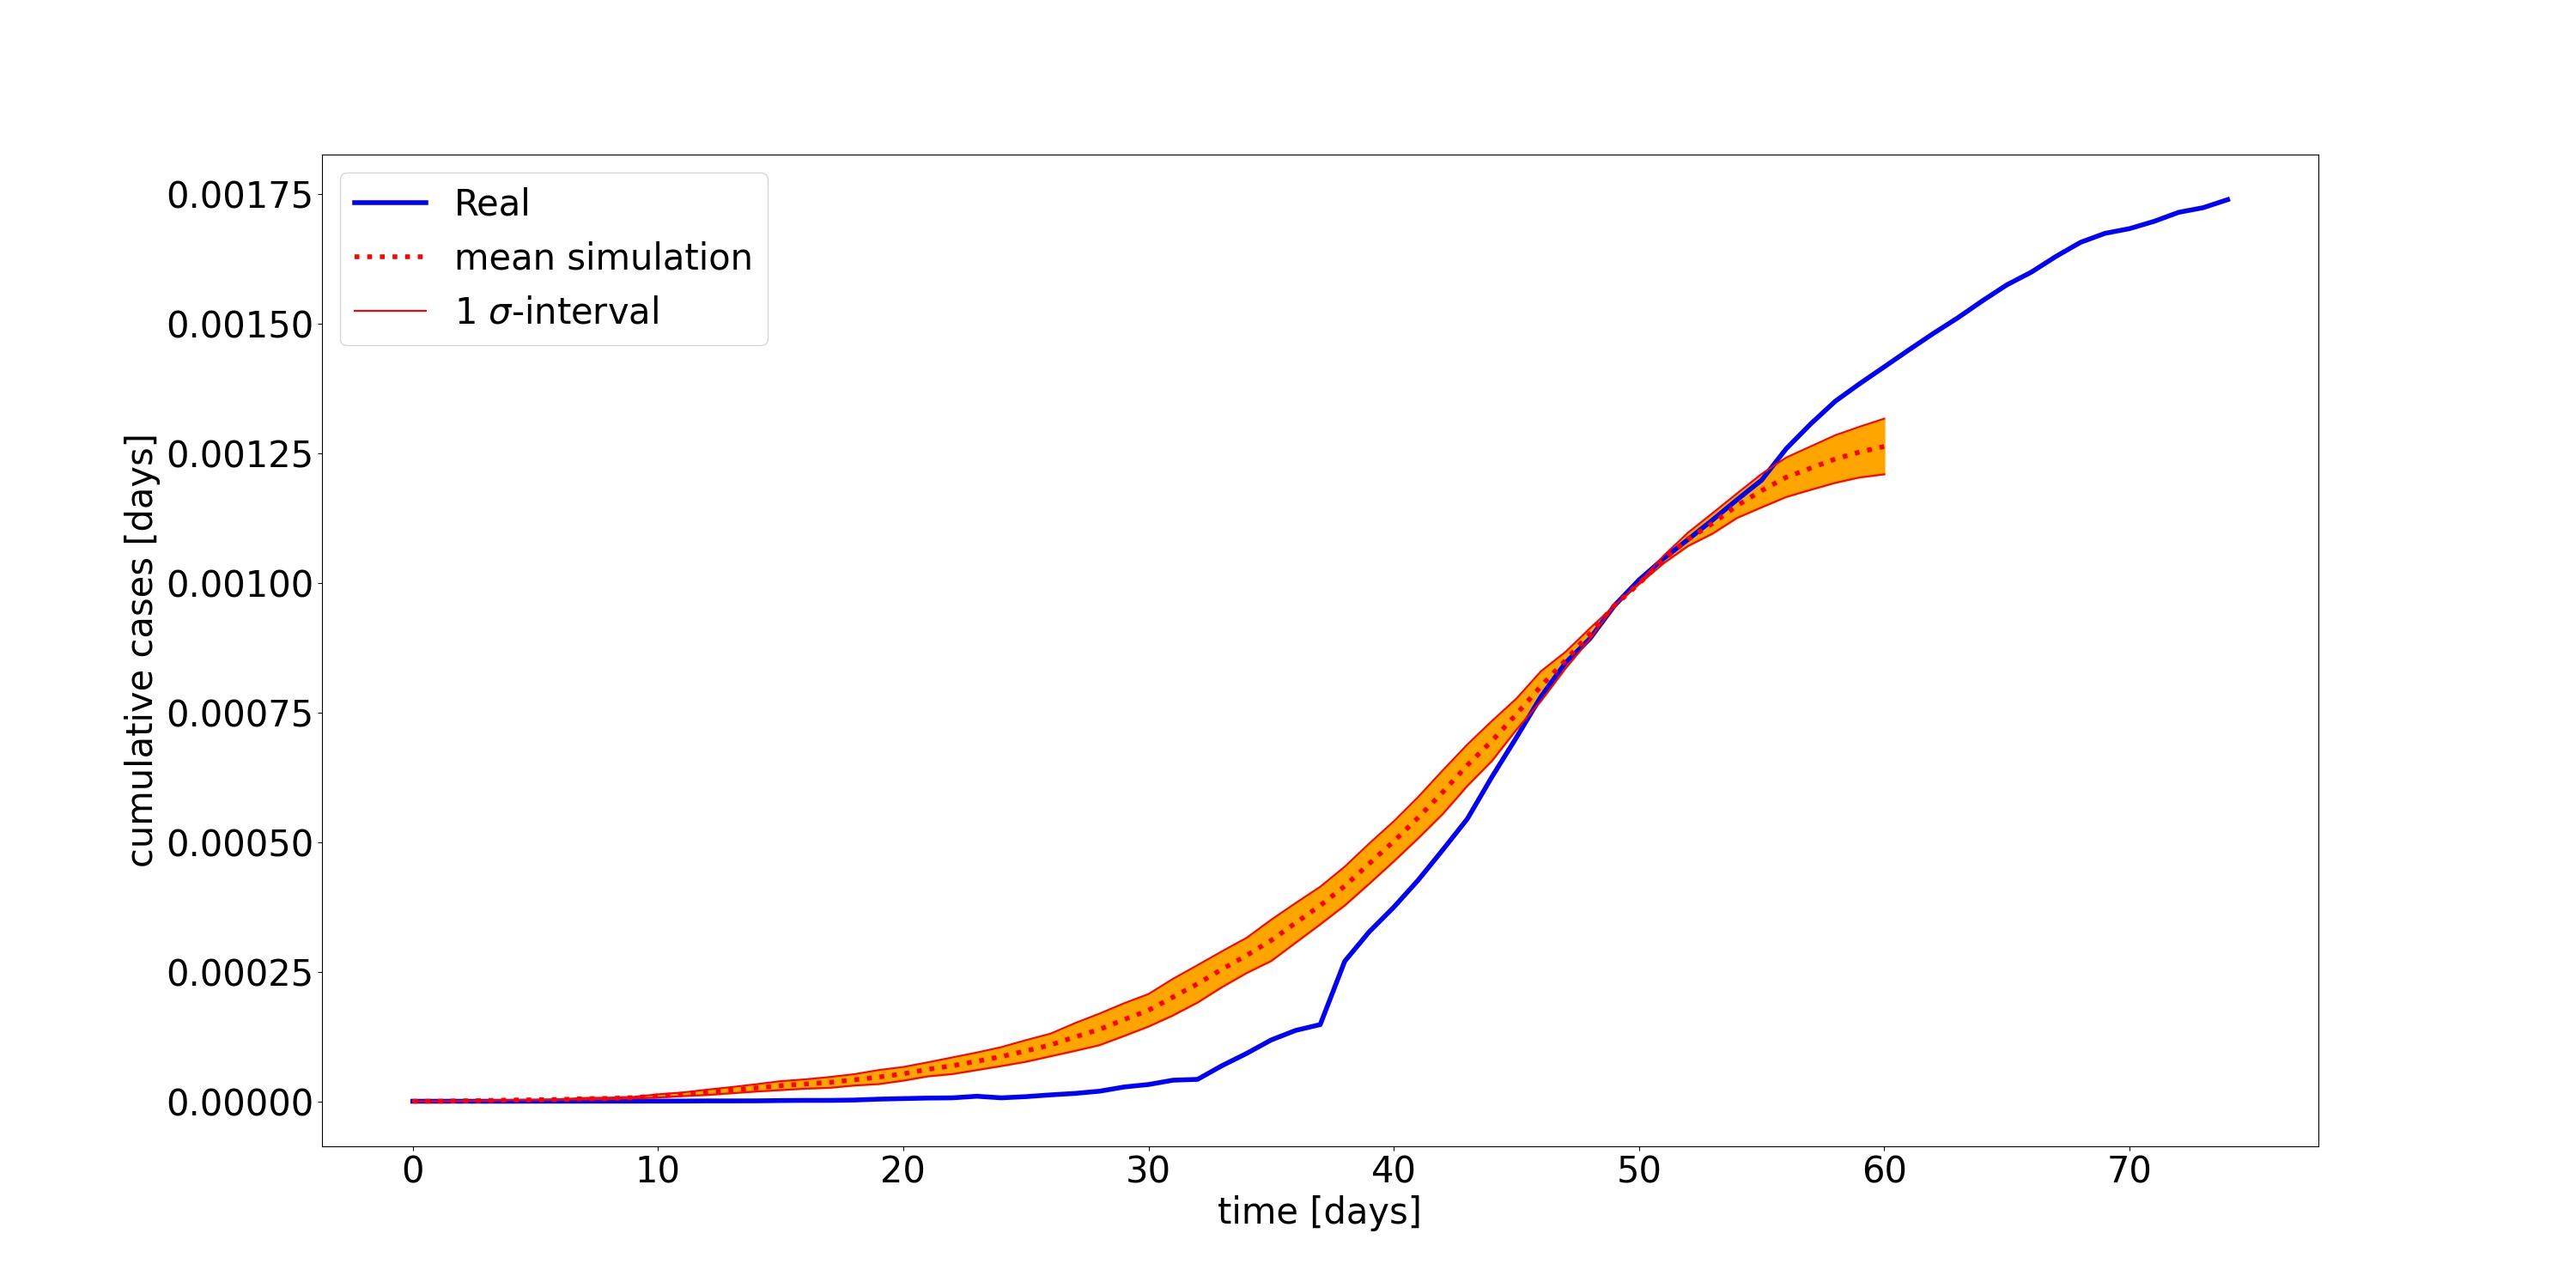 Real
mean simulation
1 σ-interval
0.00175
0.00150
0.00125
0.00100
0.00075
0.00050
0.00025
0.00000
cumulative cases [days]
0 10 20 30 40 50 60 70
time [days]